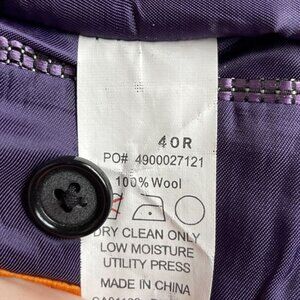 40R
PO# 4900027121
100% Wool
DRY CLEAN ONLY
LOW MOISTURE
UTILITY PRESS
MADE IN CHINA